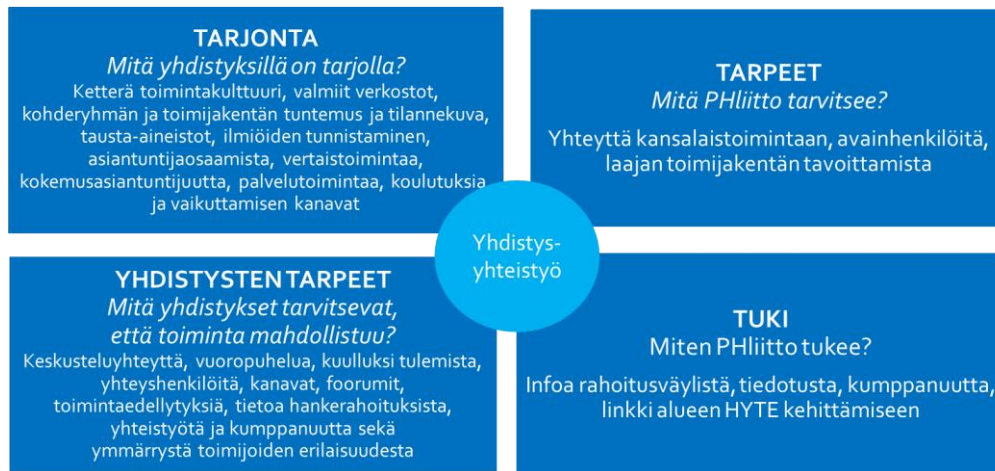 TARJONTA
Mitä yhdistyksillä on tarjolla?
Ketterä toimintakulttuuri, valmiit verkostot,
kohderyhmän ja toimijakentän tuntemus ja tilannekuva,
tausta-aineistot, ilmiöiden tunnistaminen,
asiantuntijaosaamista, vertaistoimintaa,
kokemusasiantuntijuutta, palvelutoimintaa, koulutuksia
ja vaikuttamisen kanavat
TARPEET
Mitä PHliitto tarvitsee?
Yhteyttä kansalaistoimintaan, avainhenkilöitä,
laajan toimijakentän tavoittamista
Yhdistys-
yhteistyö
YHDISTYSTEN TARPEET
Mitä yhdistykset tarvitsevat,
että toiminta mahdollistuu?
Keskusteluyhteyttä, vuoropuhelua, kuulluksi tulemista,
yhteyshenkilöitä, kanavat, foorumit,
toimintaedellytyksiä, tietoa hankerahoituksista,
yhteistyötä ja kumppanuutta sekä
ymmärrystä toimijoiden erilaisuudesta
TUKI
Miten PHliitto tukee?
Infoa rahoitusväylistä, tiedotusta, kumppanuutta,
linkki alueen HYTE kehittämiseen